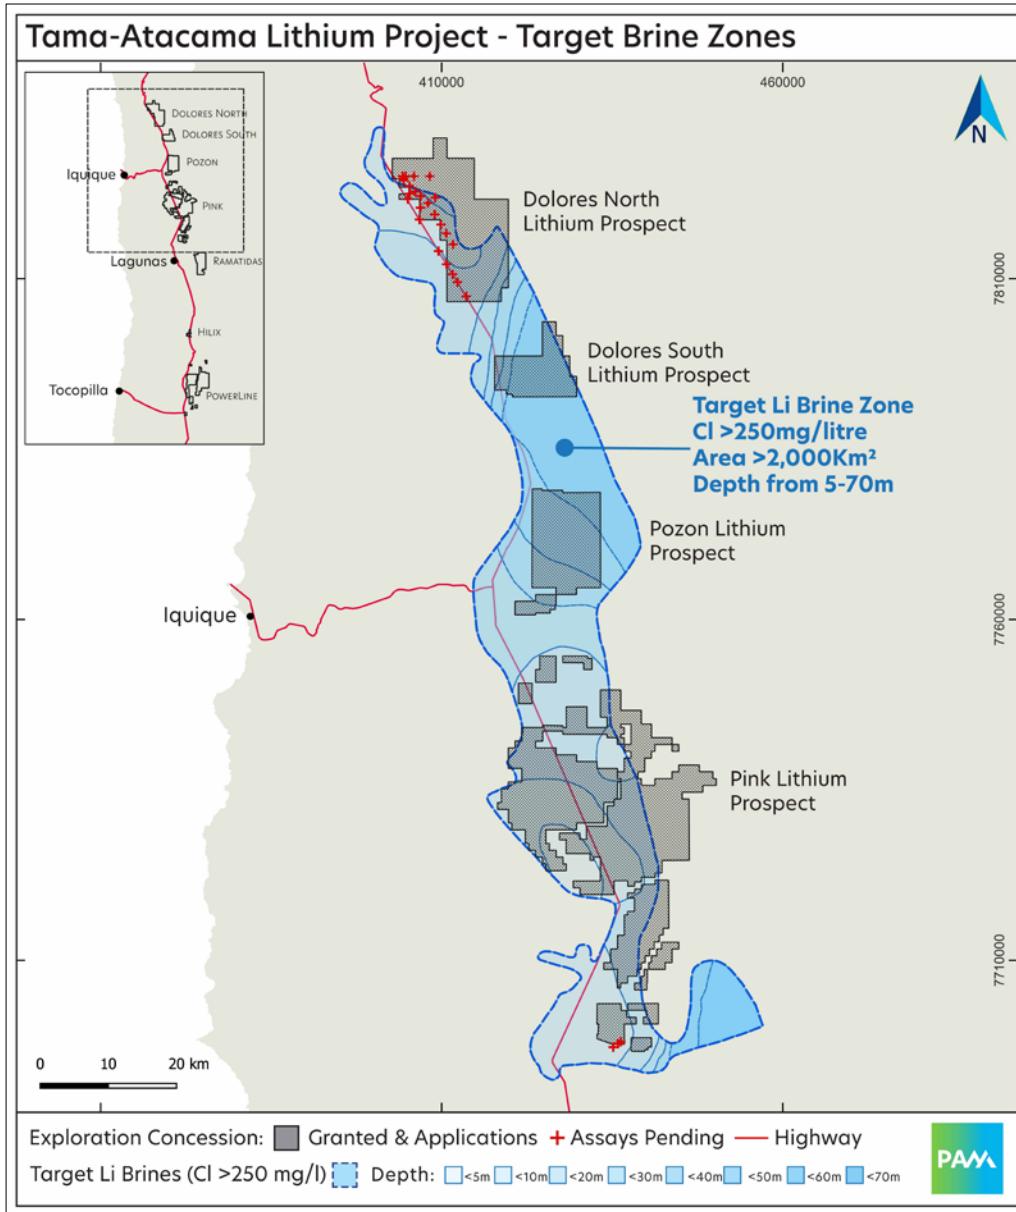 Tama-Atacama Lithium Project - Target Brine Zones
410000
460000
DOLORES NORTH
DOLORES SOUTH
POZON
Iquique
PINK
Lagunas
RAMATIDAS
HILIX
Tocopilla
POWERLINE
N
Dolores North
Lithium Prospect
7810000
Dolores South
Lithium Prospect
Target Li Brine Zone
Cl >250mg/litre
Area >2,000Km²
Depth from 5-70m
Pozon Lithium
Prospect
Iquique
7760000
Pink Lithium
Prospect
7710000
0 10 20 km
Exploration Concession: Granted & Applications Assays Pending Highway
Target Li Brines (Cl >250 mg/l) Depth: <5m <10m <20m <30m <40m <50m <60m <70m
PAM